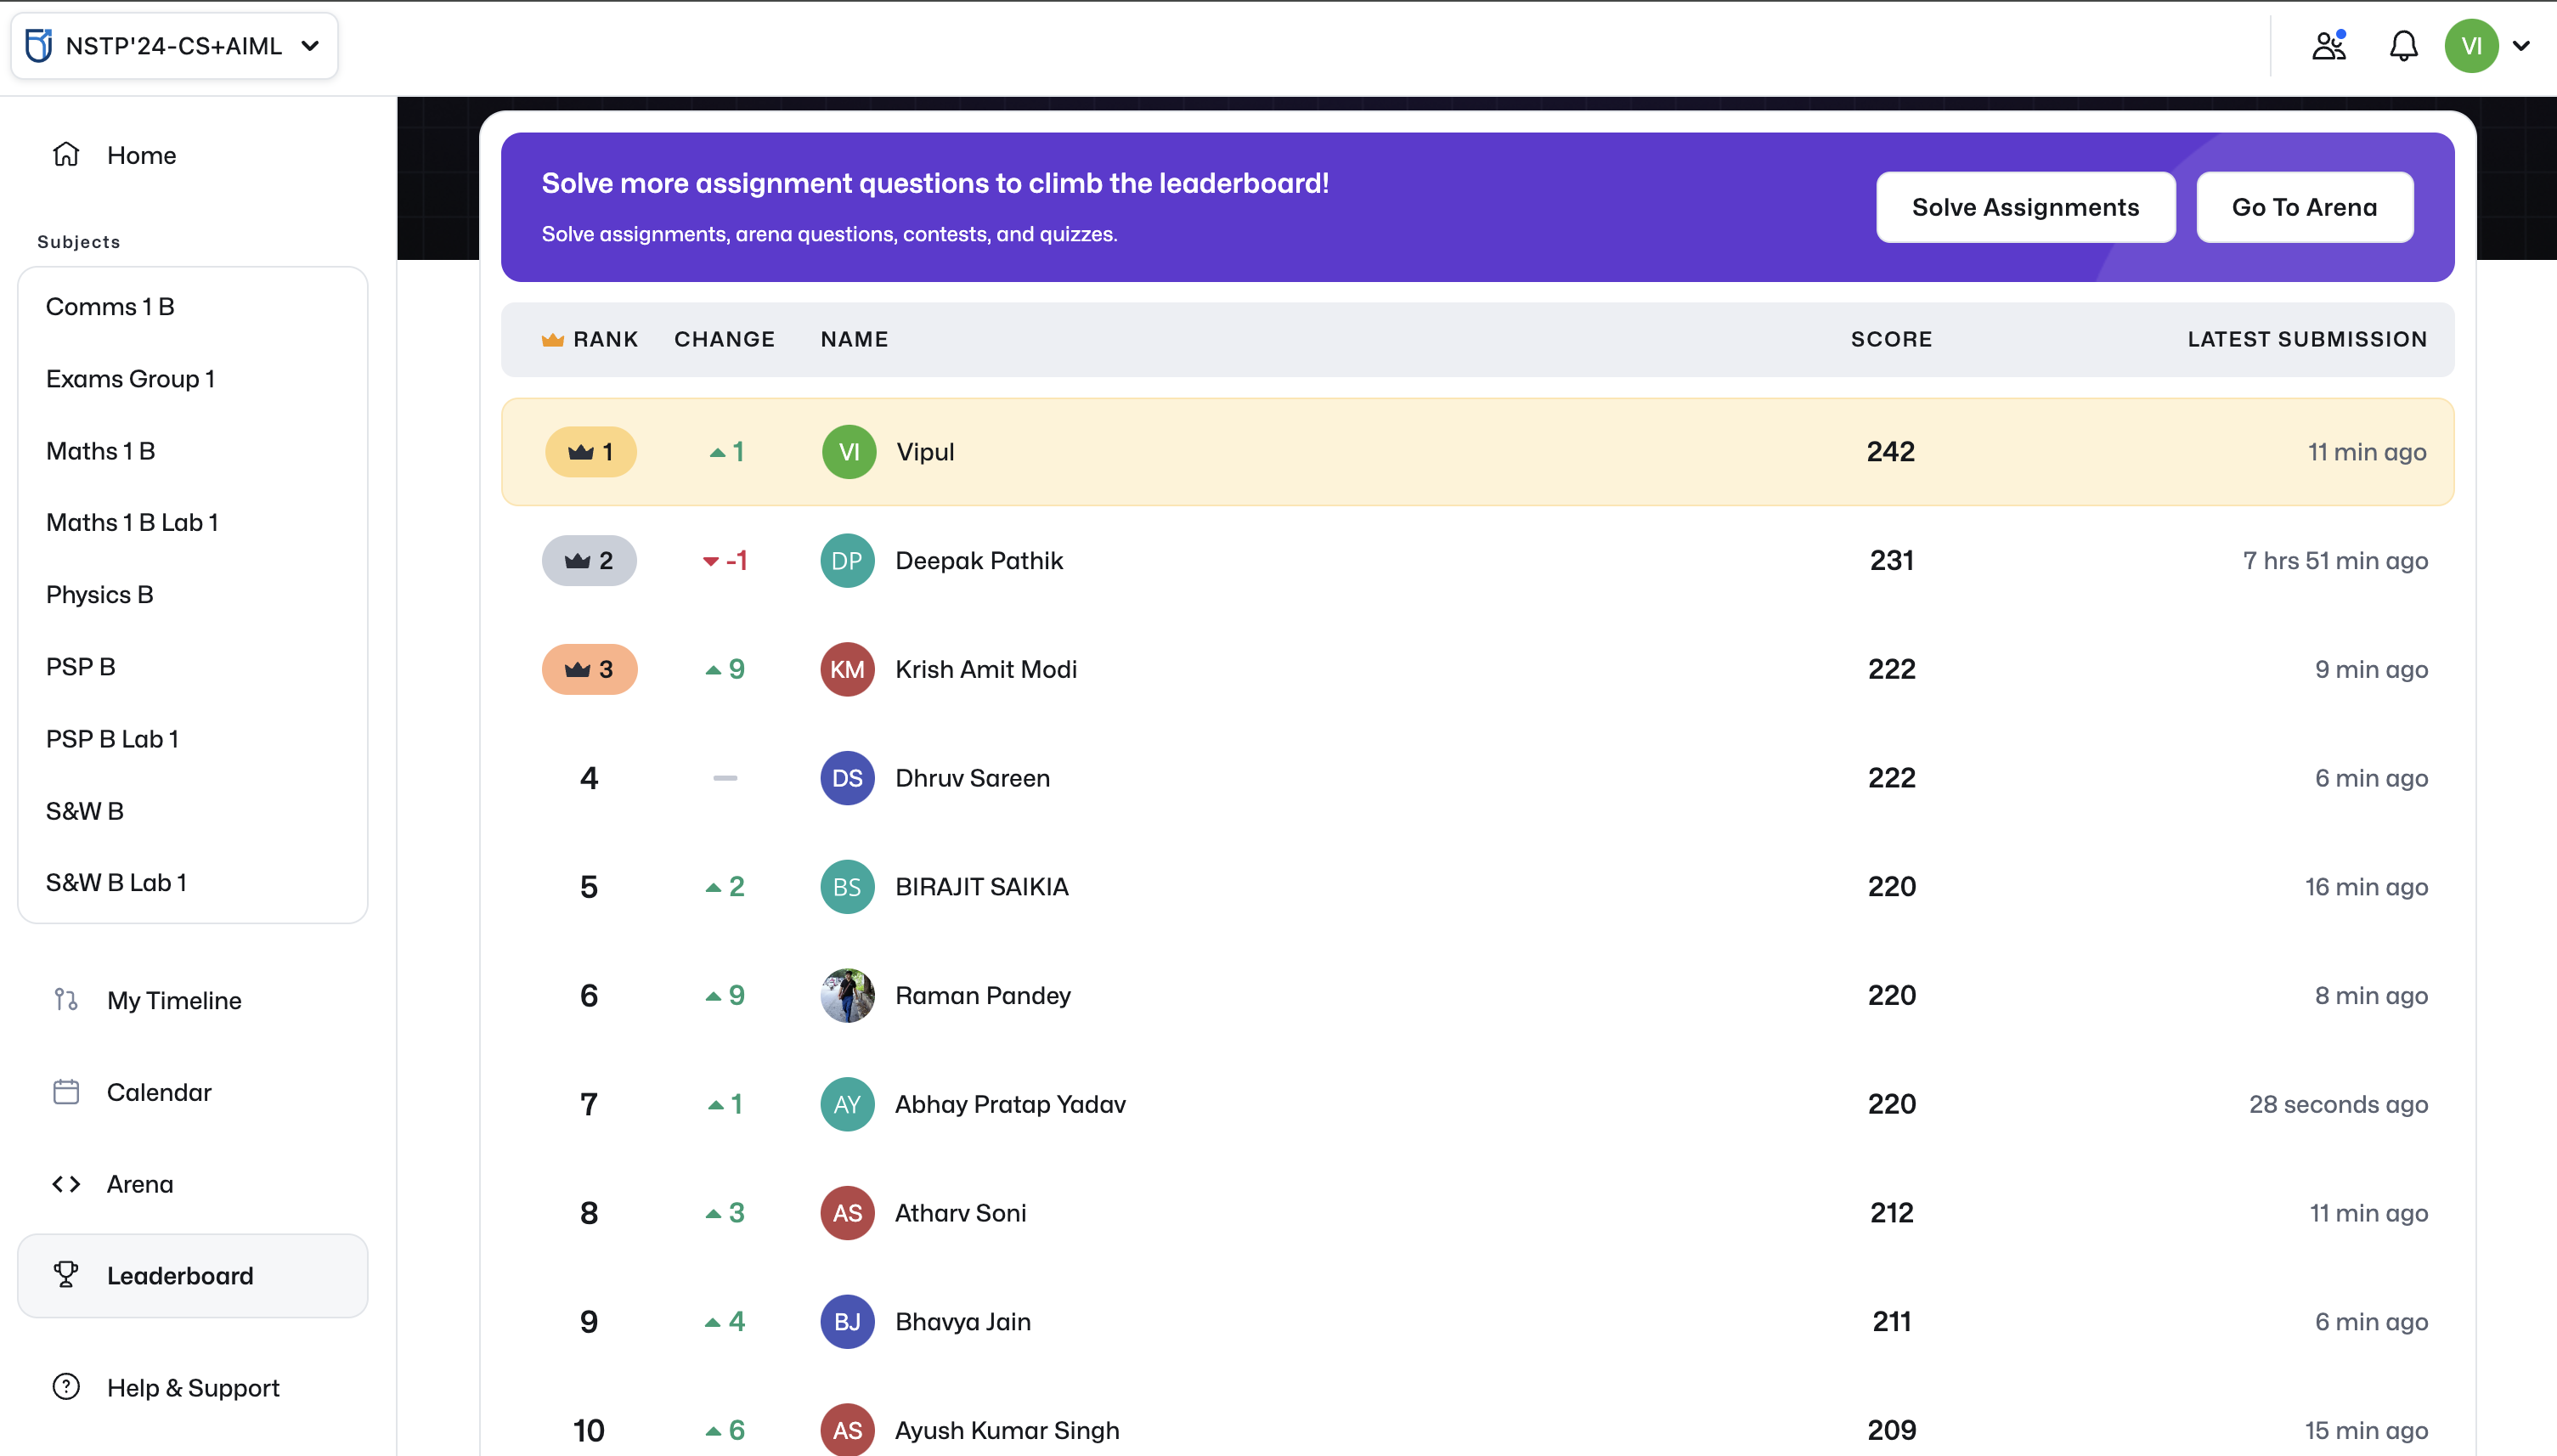 NSTP'24-CS+AIML
VI
Home
Subjects
Comms 1 B
Exams Group 1
Maths 1 B
Maths 1 B Lab 1
Physics B
PSP B
PSP B Lab 1
S&W B
S&W B Lab 1
My Timeline
Calendar
Arena
Leaderboard
Help & Support
Solve more assignment questions to climb the leaderboard!
Solve assignments, arena questions, contests, and quizzes.
Solve Assignments
Go To Arena
RANK CHANGE NAME SCORE LATEST SUBMISSION
1 1 VI Vipul 242 11 min ago
2 -1 DP Deepak Pathik 231 7 hrs 51 min ago
3 9 KM Krish Amit Modi 222 9 min ago
4 — DS Dhruv Sareen 222 6 min ago
5 2 BS BIRAJIT SAIKIA 220 16 min ago
6 9 Raman Pandey 220 8 min ago
7 1 AY Abhay Pratap Yadav 220 28 seconds ago
8 3 AS Atharv Soni 212 11 min ago
9 4 BJ Bhavya Jain 211 6 min ago
10 6 AS Ayush Kumar Singh 209 15 min ago